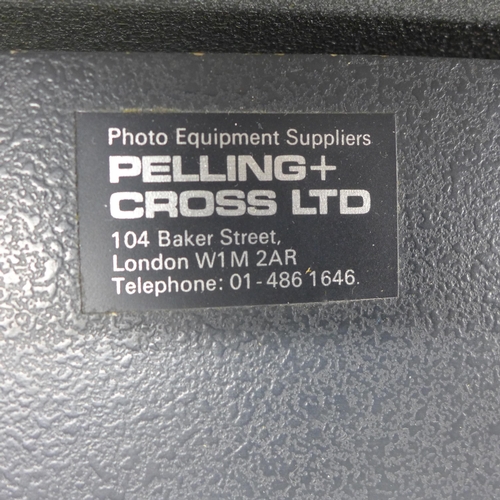 Photo Equipment Suppliers
PELLING+
CROSS LTD
104 Baker Street,
London W1M 2AR
Telephone: 01-486 1646.